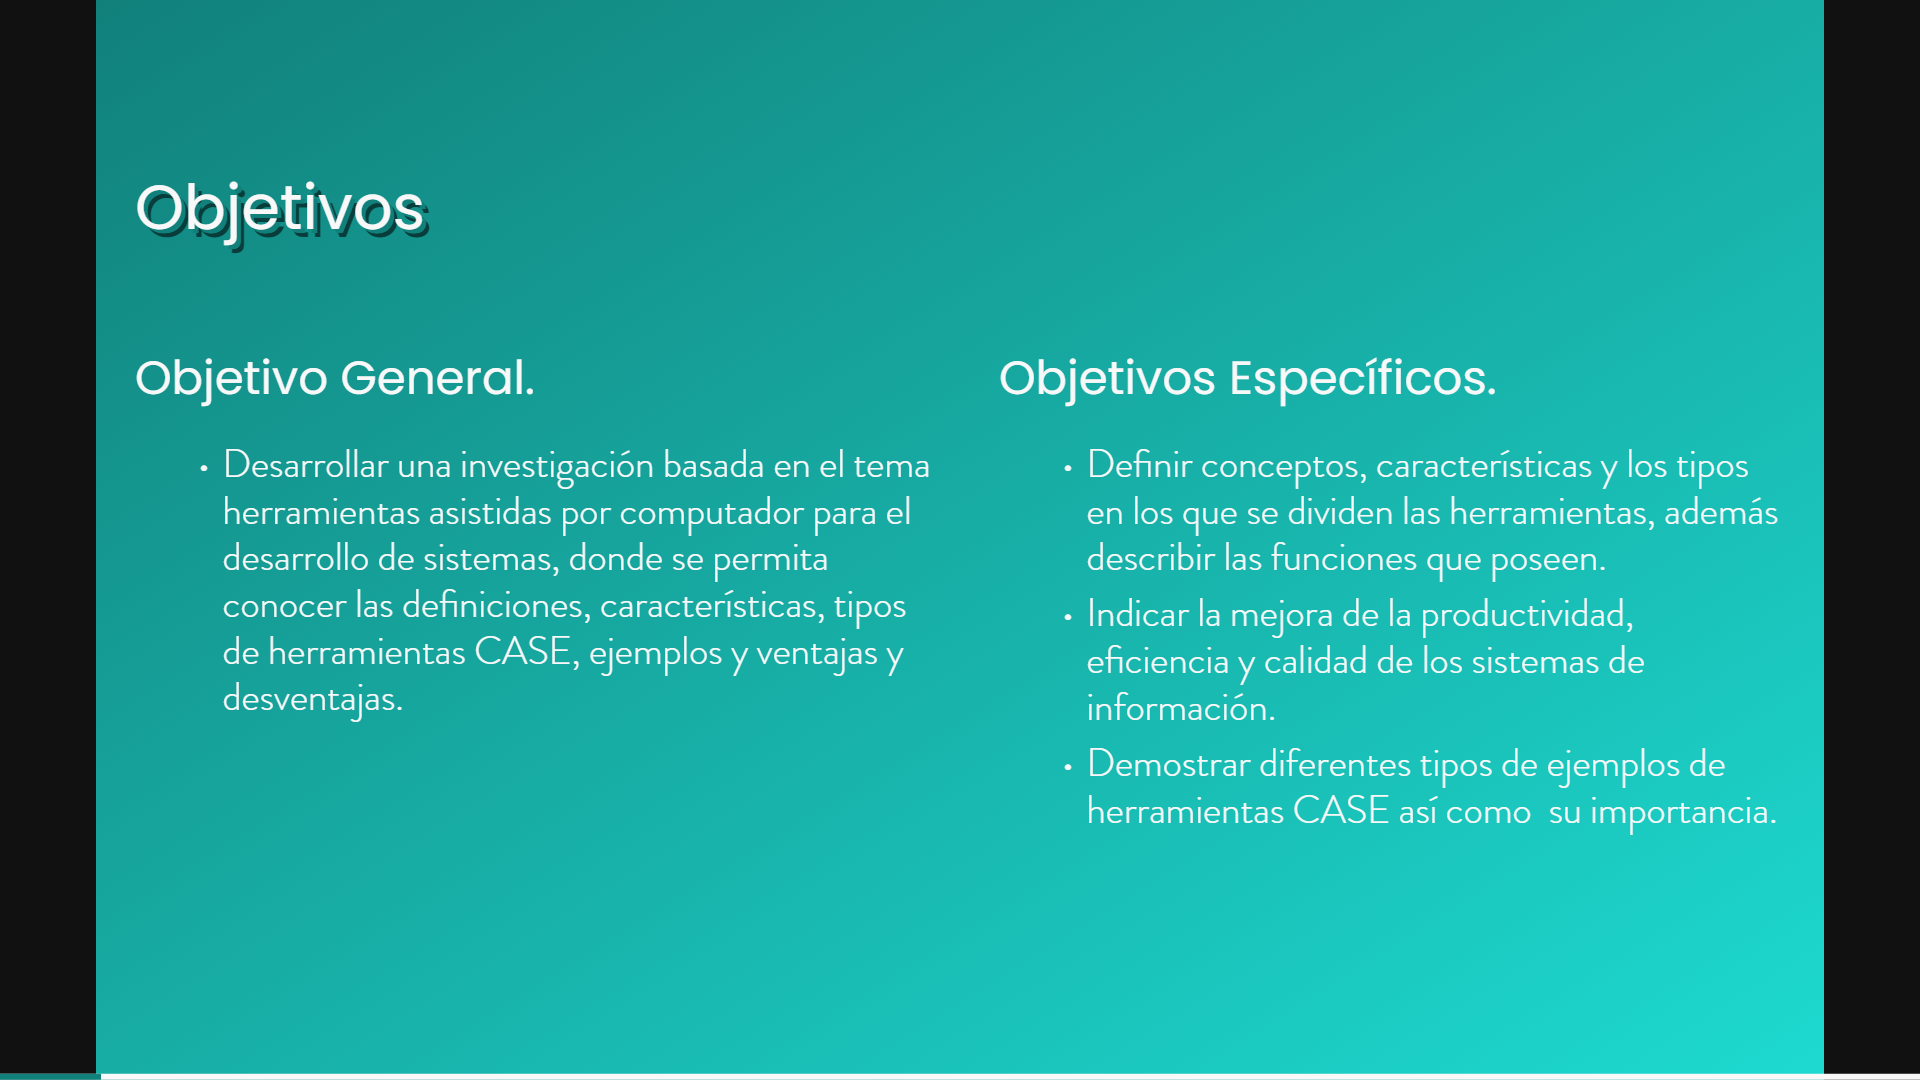 Objetivos
Objetivo General.
• Desarrollar una investigación basada en el tema
herramientas asistidas por computador para el
desarrollo de sistemas, donde se permita
conocer las definiciones, características, tipos
de herramientas CASE, ejemplos y ventajas y
desventajas.
Objetivos Específicos.
• Definir conceptos, características y los tipos
en los que se dividen las herramientas, además
describir las funciones que poseen.
• Indicar la mejora de la productividad,
eficiencia y calidad de los sistemas de
información.
• Demostrar diferentes tipos de ejemplos de
herramientas CASE así como  su importancia.